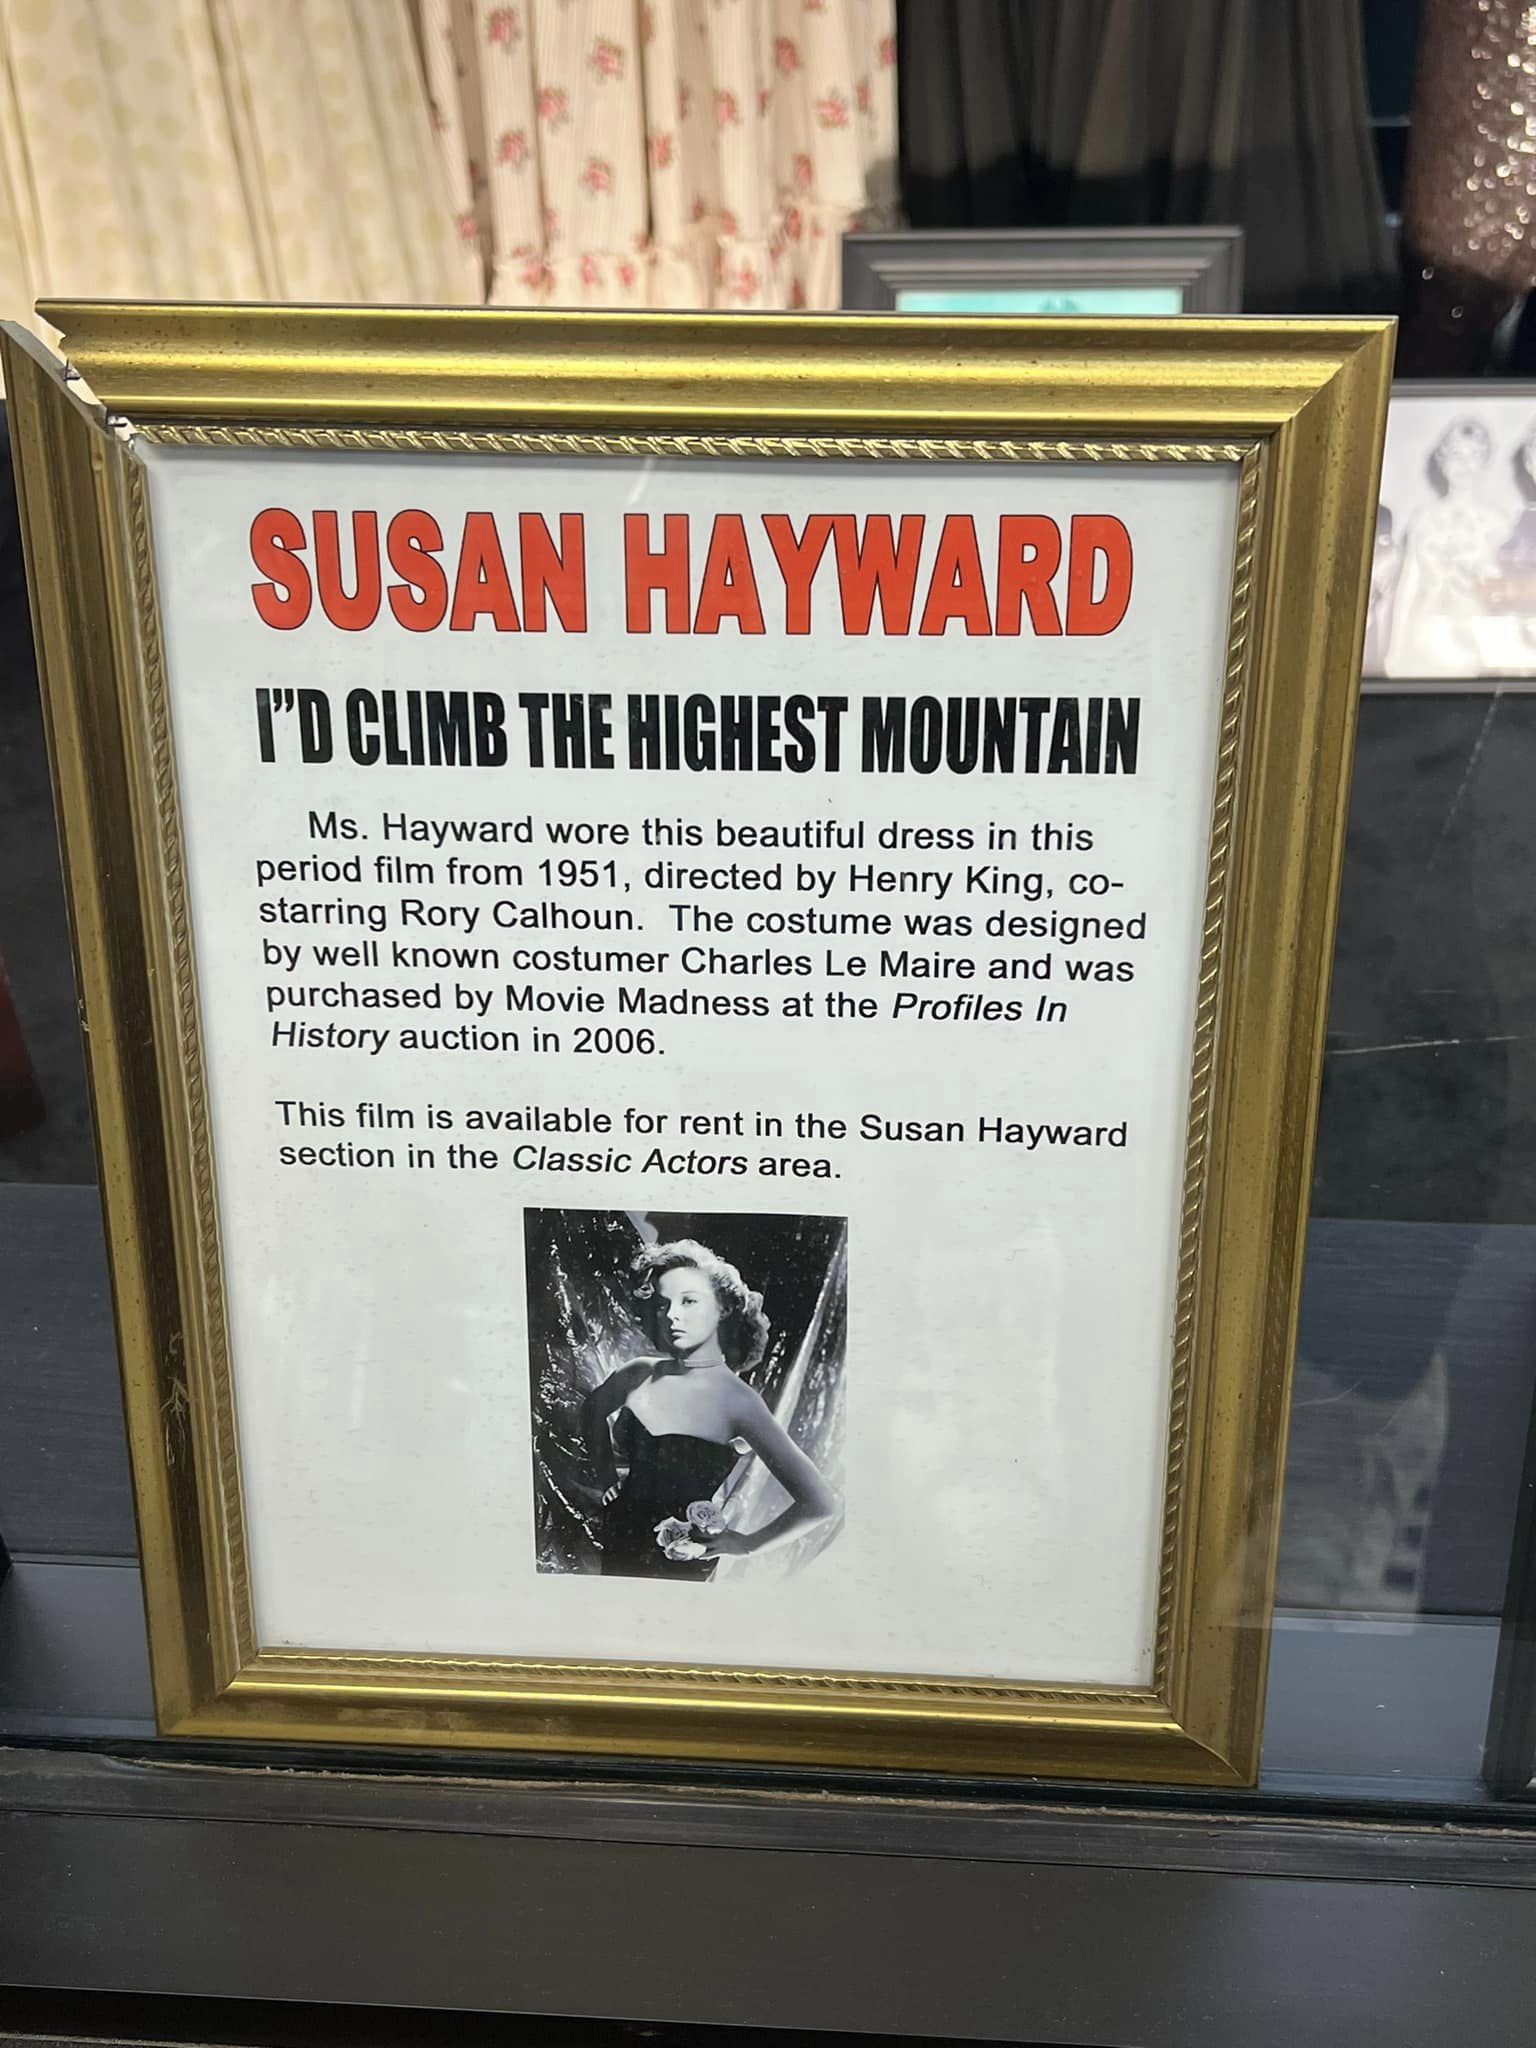 SUSAN HAYWARD
I"D CLIMB THE HIGHEST MOUNTAIN
Ms. Hayward wore this beautiful dress in this
period film from 1951, directed by Henry King, co-
starring Rory Calhoun. The costume was designed
by well known costumer Charles Le Maire and was
purchased by Movie Madness at the Profiles In
History auction in 2006.
This film is available for rent in the Susan Hayward
section in the Classic Actors area.